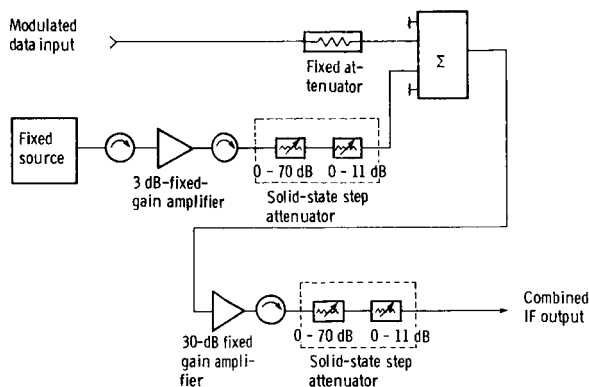 Modulated
data input
Fixed at-
tenuator
Σ
Fixed
source
3 dB-fixed-
gain amplifier
0 - 70 dB
0 - 11 dB
Solid-state step
attenuator
30-dB fixed
gain ampli-
fier
0 - 70 dB
0 - 11 dB
Solid-state step
attenuator
Combined
IF output